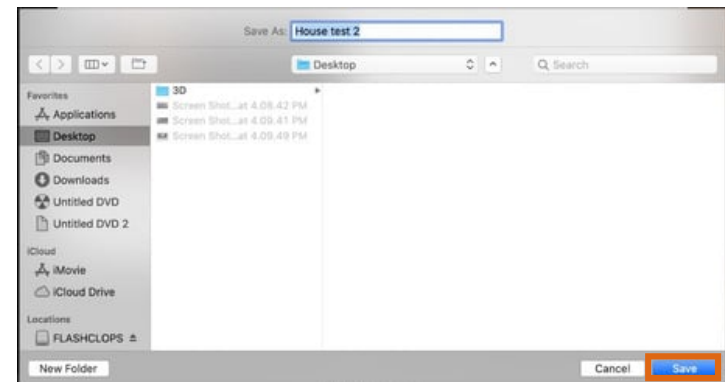 Save As: House test 2
Desktop
Search
Favorites
Applications
Desktop
Documents
Downloads
Untitled DVD
Untitled DVD 2
iCloud
iMovie
iCloud Drive
Locations
FLASHCLOPS
3D
Screen Shot...at 4.08.42 PM
Screen Shot...at 4.09.41 PM
Screen Shot...at 4.09.49 PM
New Folder
Cancel
Save